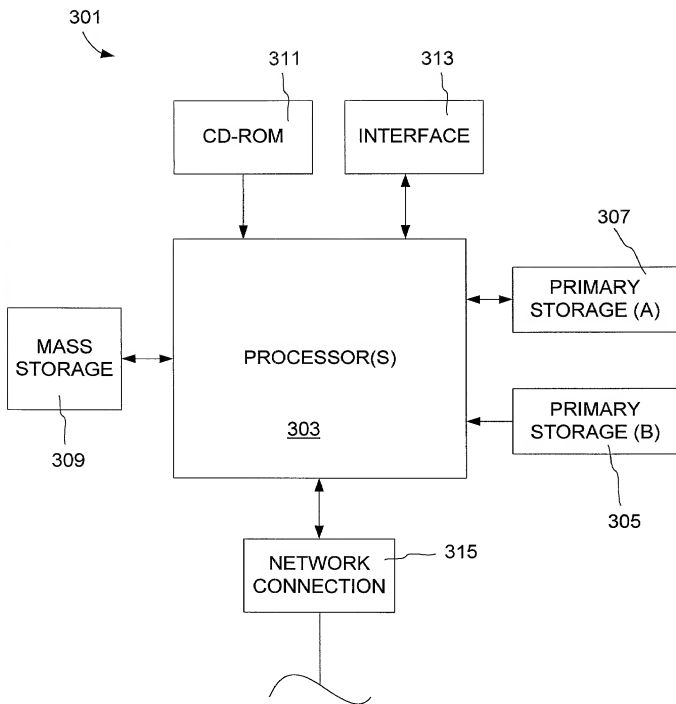 301
311
313
CD-ROM
INTERFACE
307
PRIMARY
STORAGE (A)
MASS
STORAGE
PROCESSOR(S)
303
PRIMARY
STORAGE (B)
309
305
315
NETWORK
CONNECTION